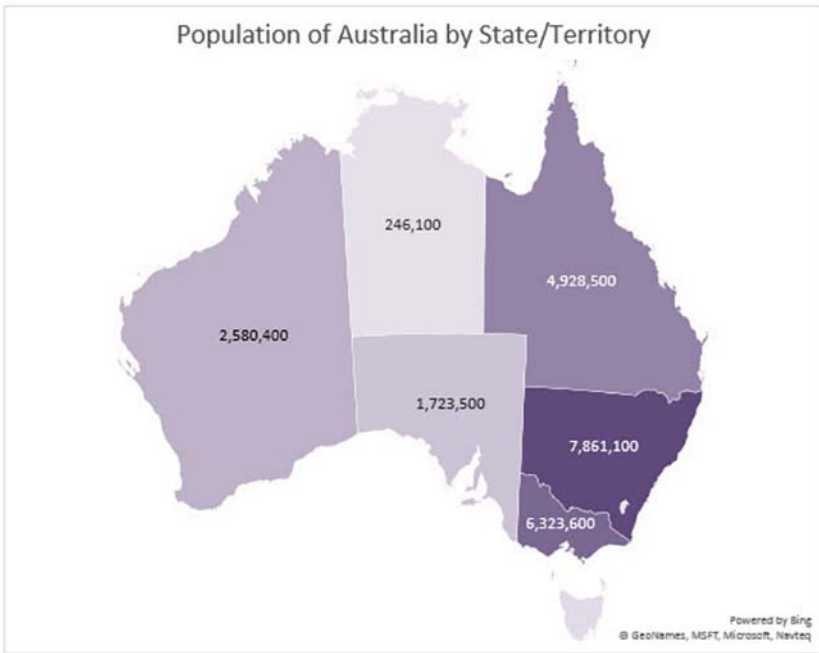 Population of Australia by State/Territory
246,100
4,928,500
2,580,400
1,723,500
7,861,100
6,323,600
Powered by Bing
© GeoNames, MSFT, Microsoft, Navteq